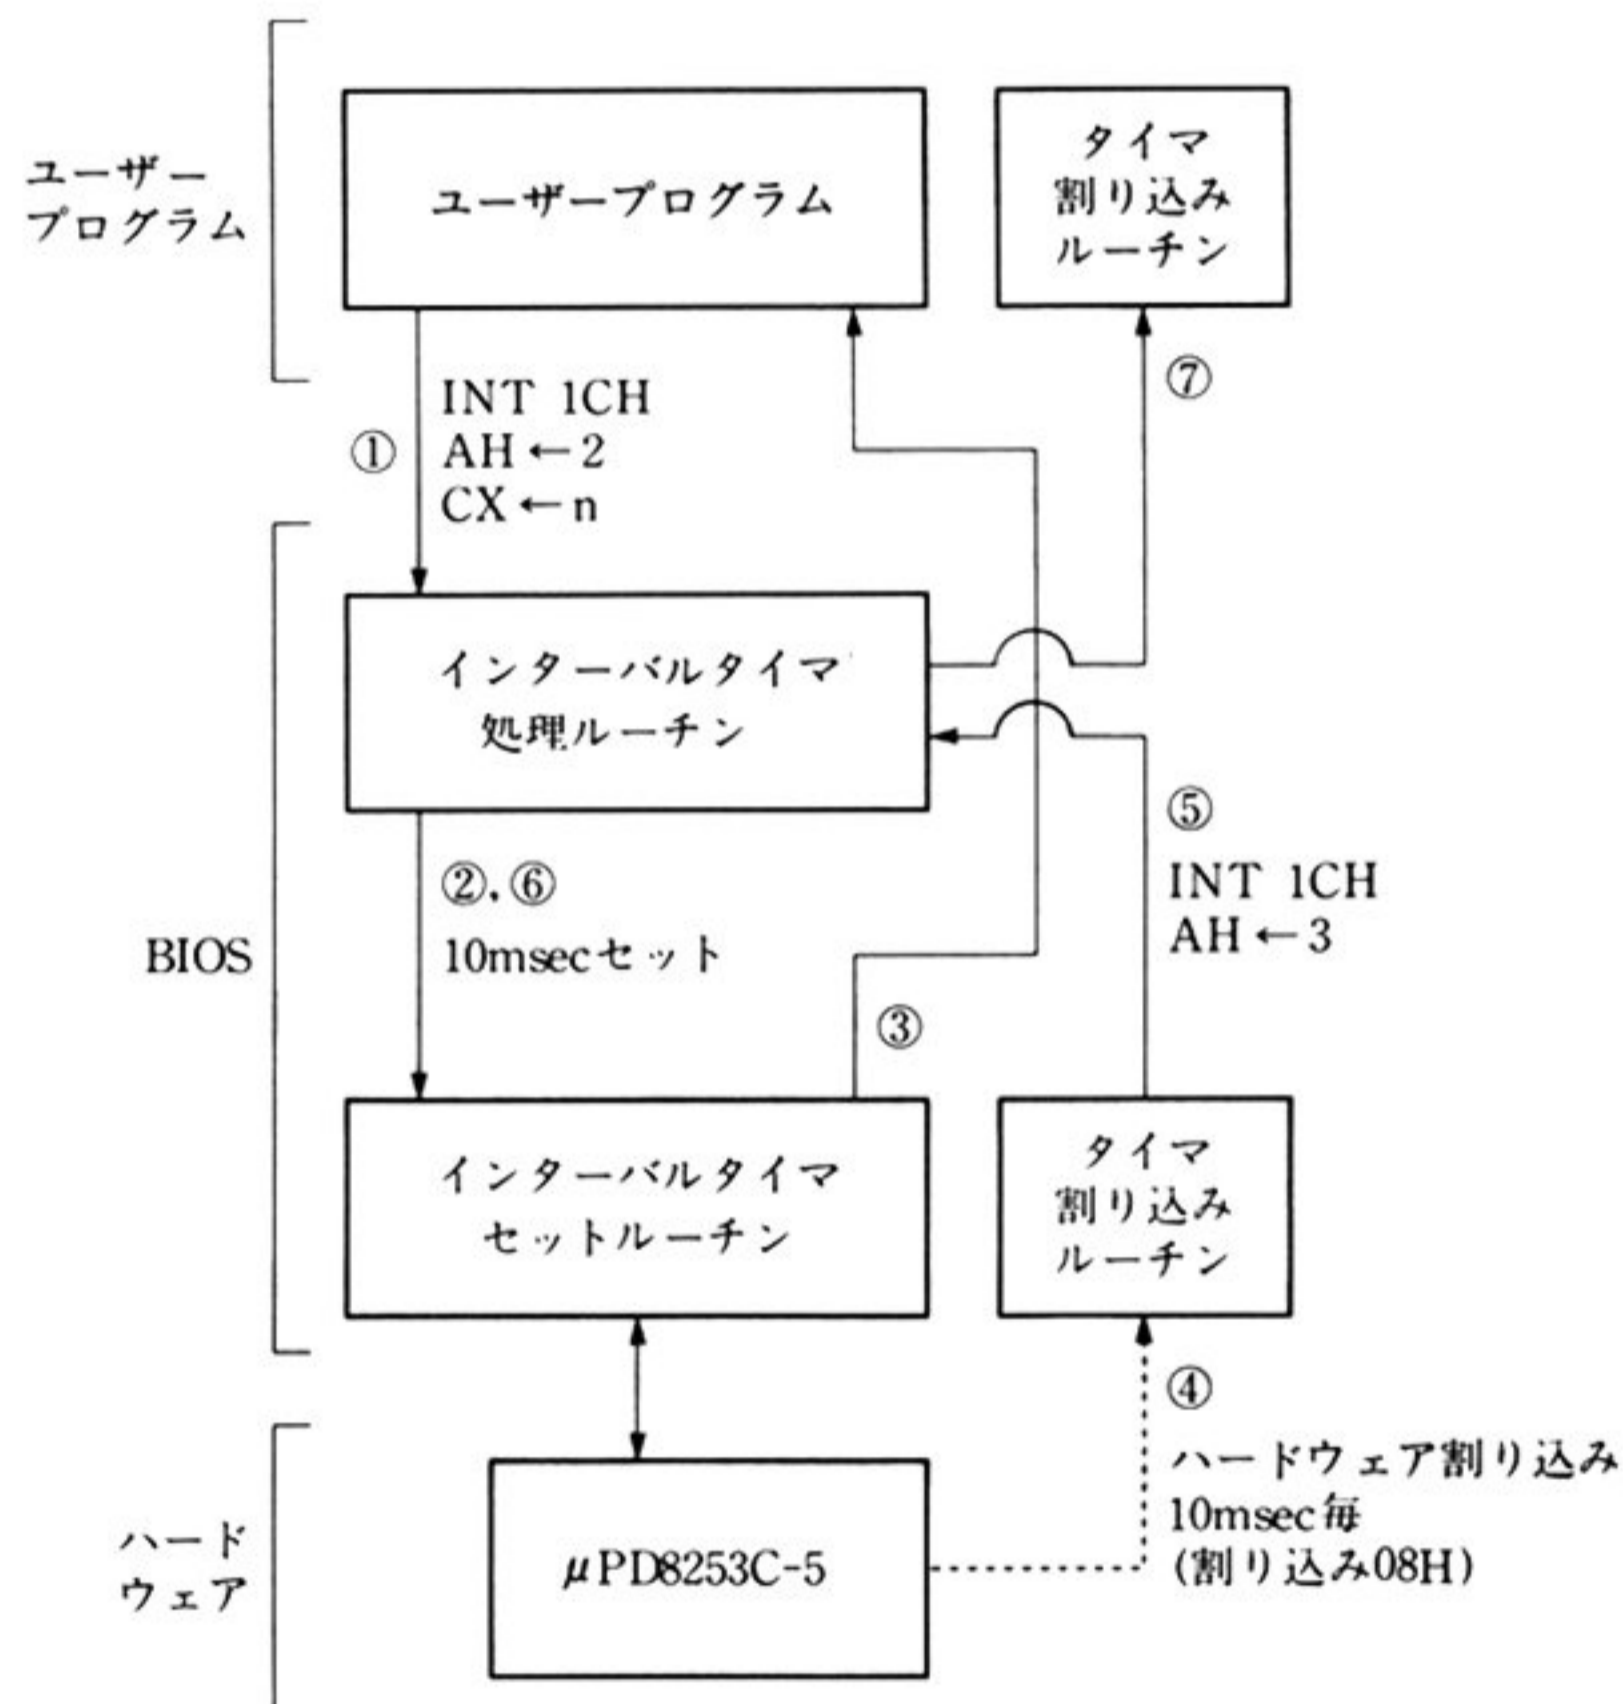 ユーザー
プログラム
ユーザープログラム
タイマ
割り込み
ルーチン
①
INT 1CH
AH←2
CX←n
⑦
BIOS
インターバルタイマ
処理ルーチン
②,⑥
10msecセット
③
⑤
INT 1CH
AH←3
インターバルタイマ
セットルーチン
タイマ
割り込み
ルーチン
④
ハードウェア割り込み
10msec毎
(割り込み08H)
ハード
ウェア
μPD8253C-5